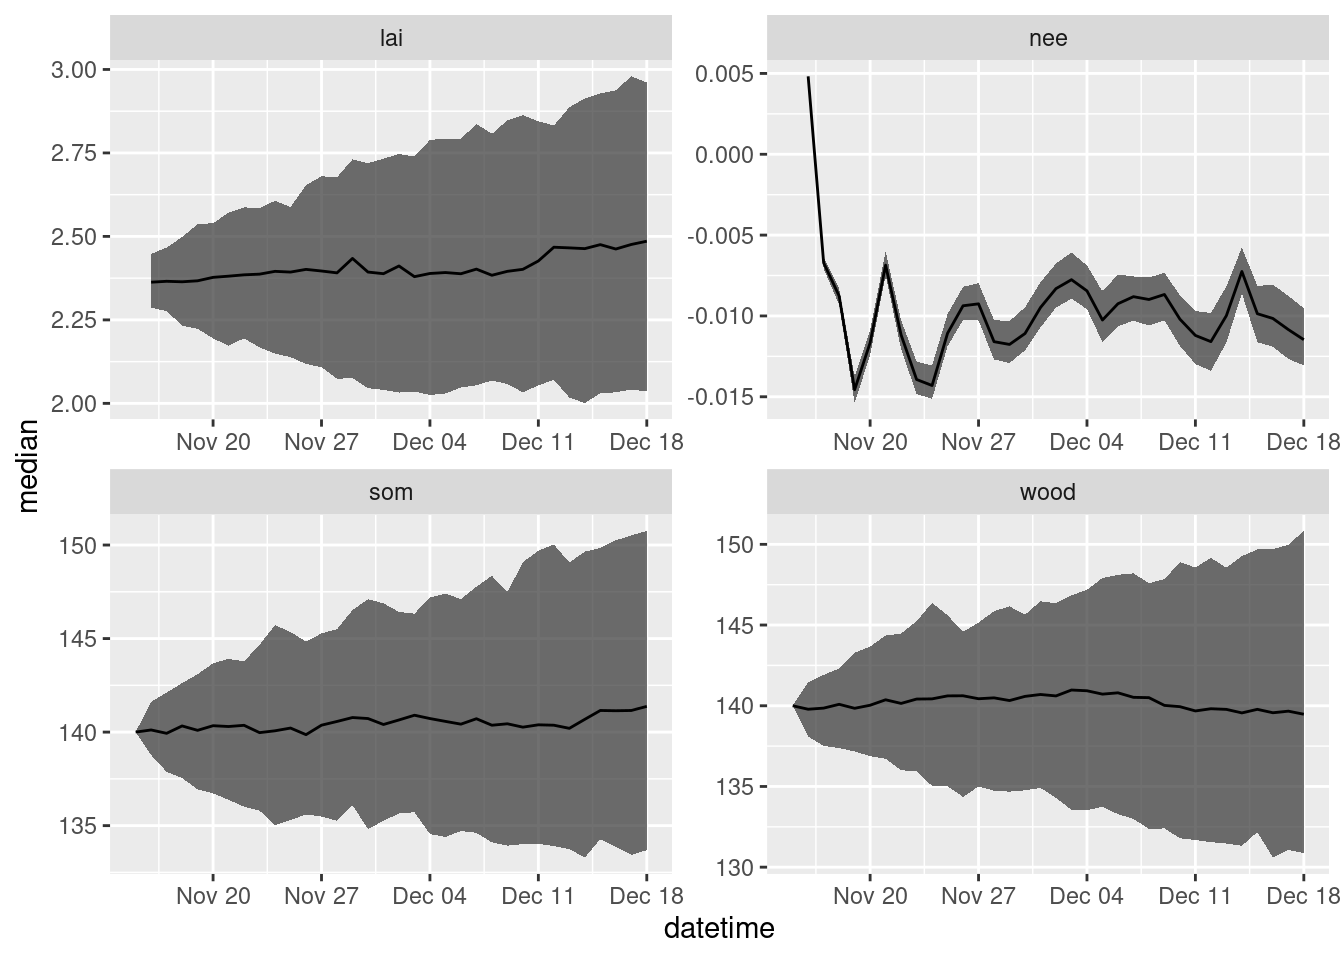 lai
3.00
2.75
2.50
2.25
2.00
Nov 20 Nov 27 Dec 04 Dec 11 Dec 18
nee
0.005
0.000
-0.005
-0.010
-0.015
Nov 20 Nov 27 Dec 04 Dec 11 Dec 18
som
150
145
140
135
Nov 20 Nov 27 Dec 04 Dec 11 Dec 18
wood
150
145
140
135
130
Nov 20 Nov 27 Dec 04 Dec 11 Dec 18
median
datetime